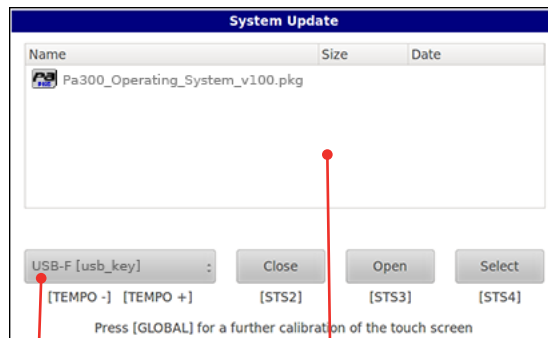 System Update
Name Size Date
Pa300_Operating_System_v100.pkg
USB-F [usb_key] : Close Open Select
[TEMPO -] [TEMPO +] [STS2] [STS3] [STS4]
Press [GLOBAL] for a further calibration of the touch screen